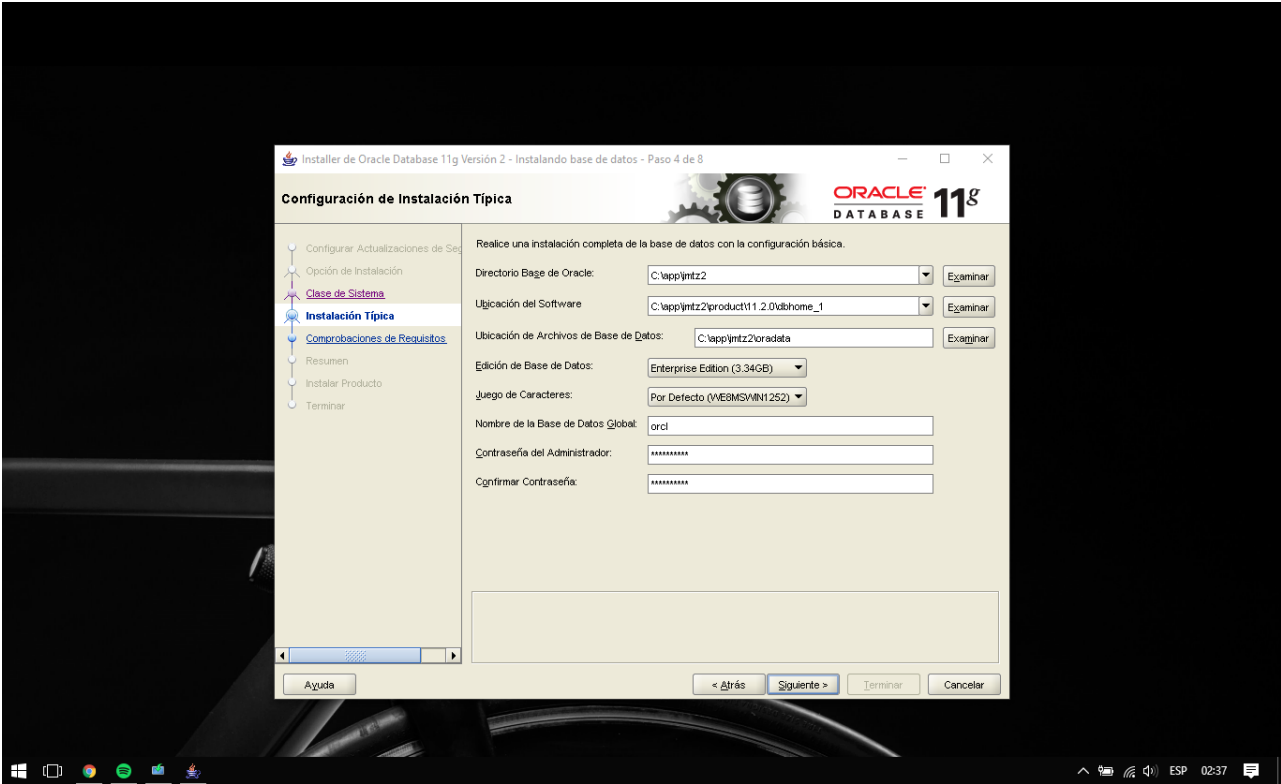 Installer de Oracle Database 11g Versión 2 - Instalando base de datos - Paso 4 de 8
Configuración de Instalación Típica
ORACLE
DATABASE
11g
Configurar Actualizaciones de Seg
Opción de Instalación
Clase de Sistema
Instalación Típica
Comprobaciones de Requisitos
Resumen
Instalar Producto
Terminar
Realice una instalación completa de la base de datos con la configuración básica.
Directorio Base de Oracle: C:\app\jmtz2 Examinar
Ubicación del Software C:\app\jmtz2\product\11.2.0\dbhome_1 Examinar
Ubicación de Archivos de Base de Datos: C:\app\jmtz2\oradata Examinar
Edición de Base de Datos: Enterprise Edition (3.34GB)
Juego de Caracteres: Por Defecto (WE8MSWIN1252)
Nombre de la Base de Datos Global: orcl
Contraseña del Administrador: **********
Confirmar Contraseña: **********
Ayuda < Atrás Siguiente > Terminar Cancelar
ESP 02:37